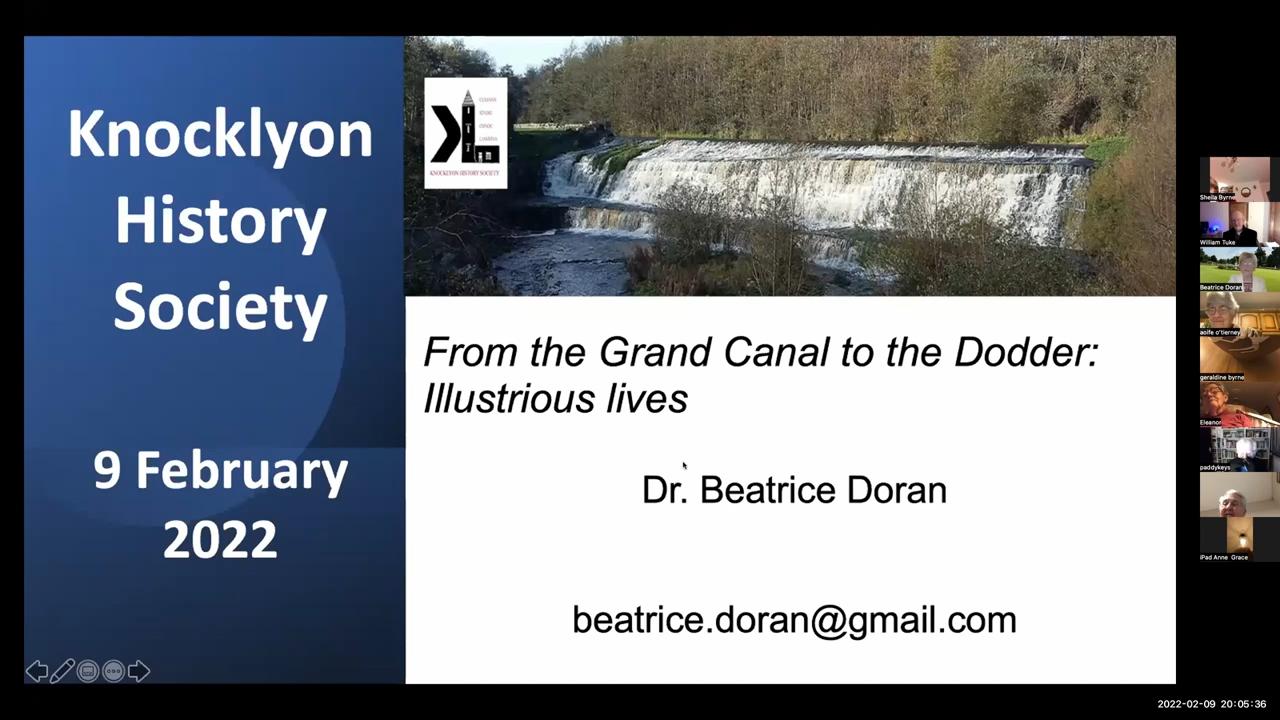 Knocklyon
History
Society
9 February
2022
KNOCKLYON HISTORY SOCIETY
From the Grand Canal to the Dodder:
Illustrious lives
Dr. Beatrice Doran
beatrice.doran@gmail.com
Sheila Byrne
William Tuke
Beatrice Doran
aoife o'tierney
geraldine byrne
Eleanor
paddykeys
iPad Anne Grace
2022-02-09 20:05:36